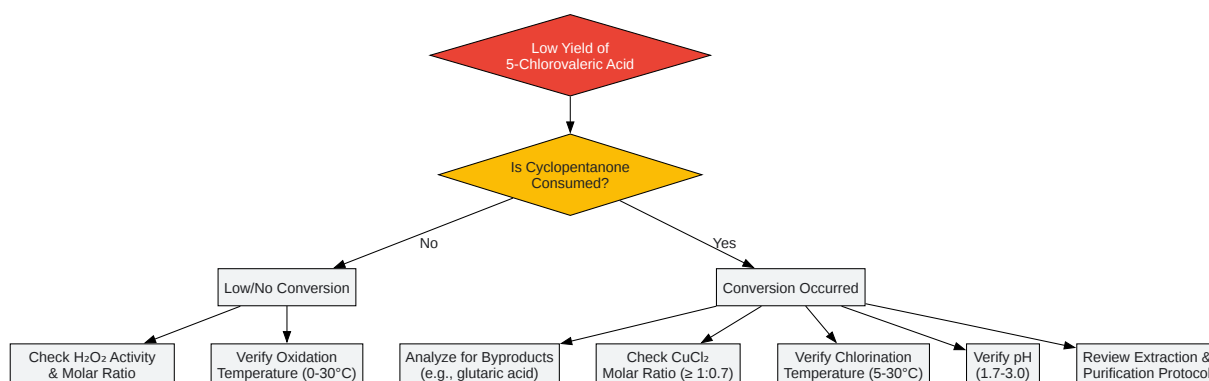 Low Yield of
5-Chlorovaleric Acid
Is Cyclopentanone
Consumed?
No
Yes
Low/No Conversion
Conversion Occurred
Check H₂O₂ Activity
& Molar Ratio
Verify Oxidation
Temperature (0-30°C)
Analyze for Byproducts
(e.g., glutaric acid)
Check CuCl₂
Molar Ratio (≥ 1:0.7)
Verify Chlorination
Temperature (5-30°C)
Verify pH
(1.7-3.0)
Review Extraction &
Purification Protocol